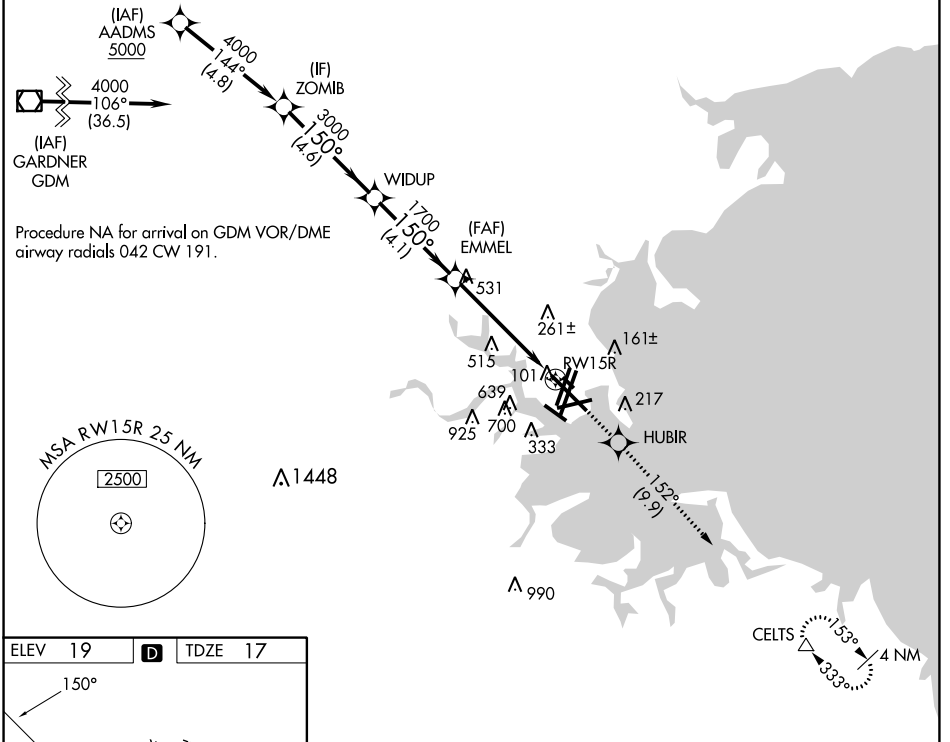 (IAF)
AADMS
5000
4000
144°
(4.8)
(IF)
ZOMIB
4000
106°
(36.5)
(IAF)
GARDNER
GDM
3000
150°
(4.6)
WIDUP
1700
150°
(4.1)
(FAF)
EMMEL
Procedure NA for arrival on GDM VOR/DME
airway radials 042 CW 191.
531
261±
161±
515
101
RW15R
639
700
925
333
217
HUBIR
152°
(9.9)
MSA RW15R 25 NM
2500
1448
990
CELTS
153°
333°
4 NM
ELEV 19 D TDZE 17
150°